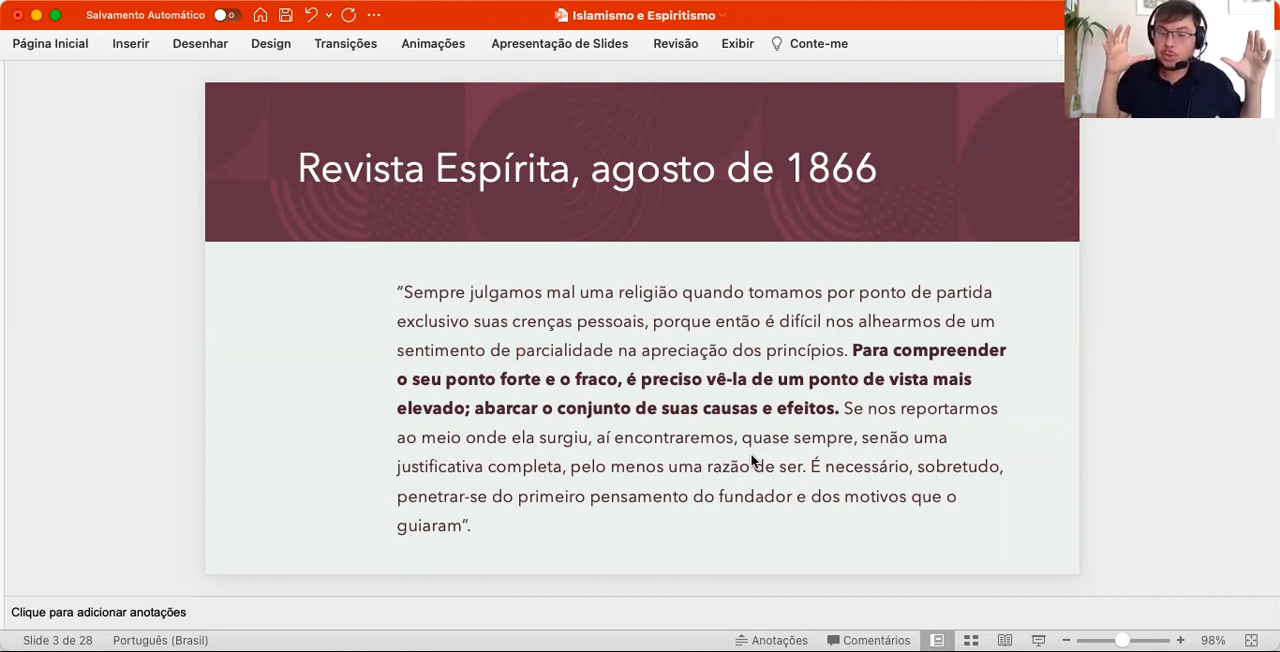 Salvamento Automático 0 Islamismo e Espiritismo
Página Inicial Inserir Desenhar Design Transições Animações Apresentação de Slides Revisão Exibir Conte-me
Revista Espírita, agosto de 1866
“Sempre julgamos mal uma religião quando tomamos por ponto de partida
exclusivo suas crenças pessoais, porque então é difícil nos alhearmos de um
sentimento de parcialidade na apreciação dos princípios. Para compreender
o seu ponto forte e o fraco, é preciso vê-la de um ponto de vista mais
elevado; abarcar o conjunto de suas causas e efeitos. Se nos reportarmos
ao meio onde ela surgiu, aí encontraremos, quase sempre, senão uma
justificativa completa, pelo menos uma razão de ser. É necessário, sobretudo,
penetrar-se do primeiro pensamento do fundador e dos motivos que o
guiaram”.
Clique para adicionar anotações
Slide 3 de 28 Português (Brasil) Anotações Comentários 98%